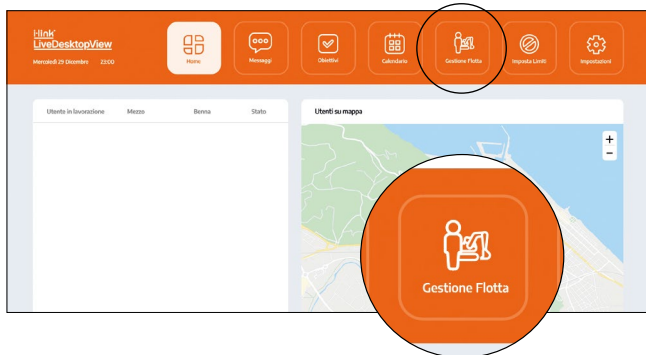 Hlink
LiveDesktopView
Mercoledì 29 Dicembre 23:00
Home
Messaggi
Obiettivi
Calendario
Gestione Flotta
Imposta Limiti
Impostazioni
Utente in lavorazione Mezzo Benna Stato
Utenti su mappa
+
−
Gestione Flotta